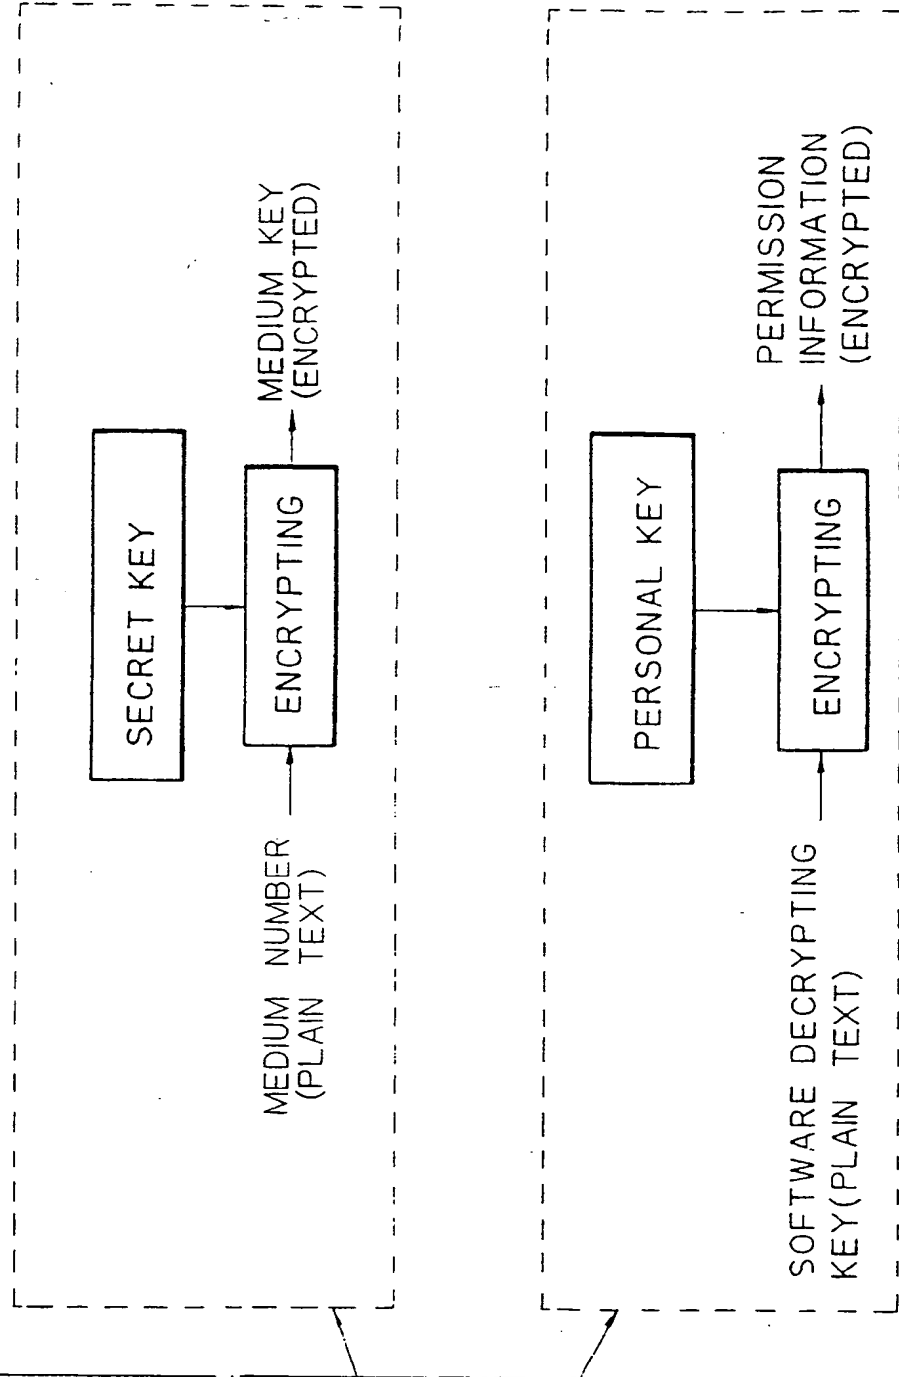 SECRET KEY
MEDIUM NUMBER
(PLAIN TEXT)
ENCRYPTING
MEDIUM KEY
(ENCRYPTED)
PERSONAL KEY
SOFTWARE DECRYPTING
KEY(PLAIN TEXT)
ENCRYPTING
PERMISSION
INFORMATION
(ENCRYPTED)